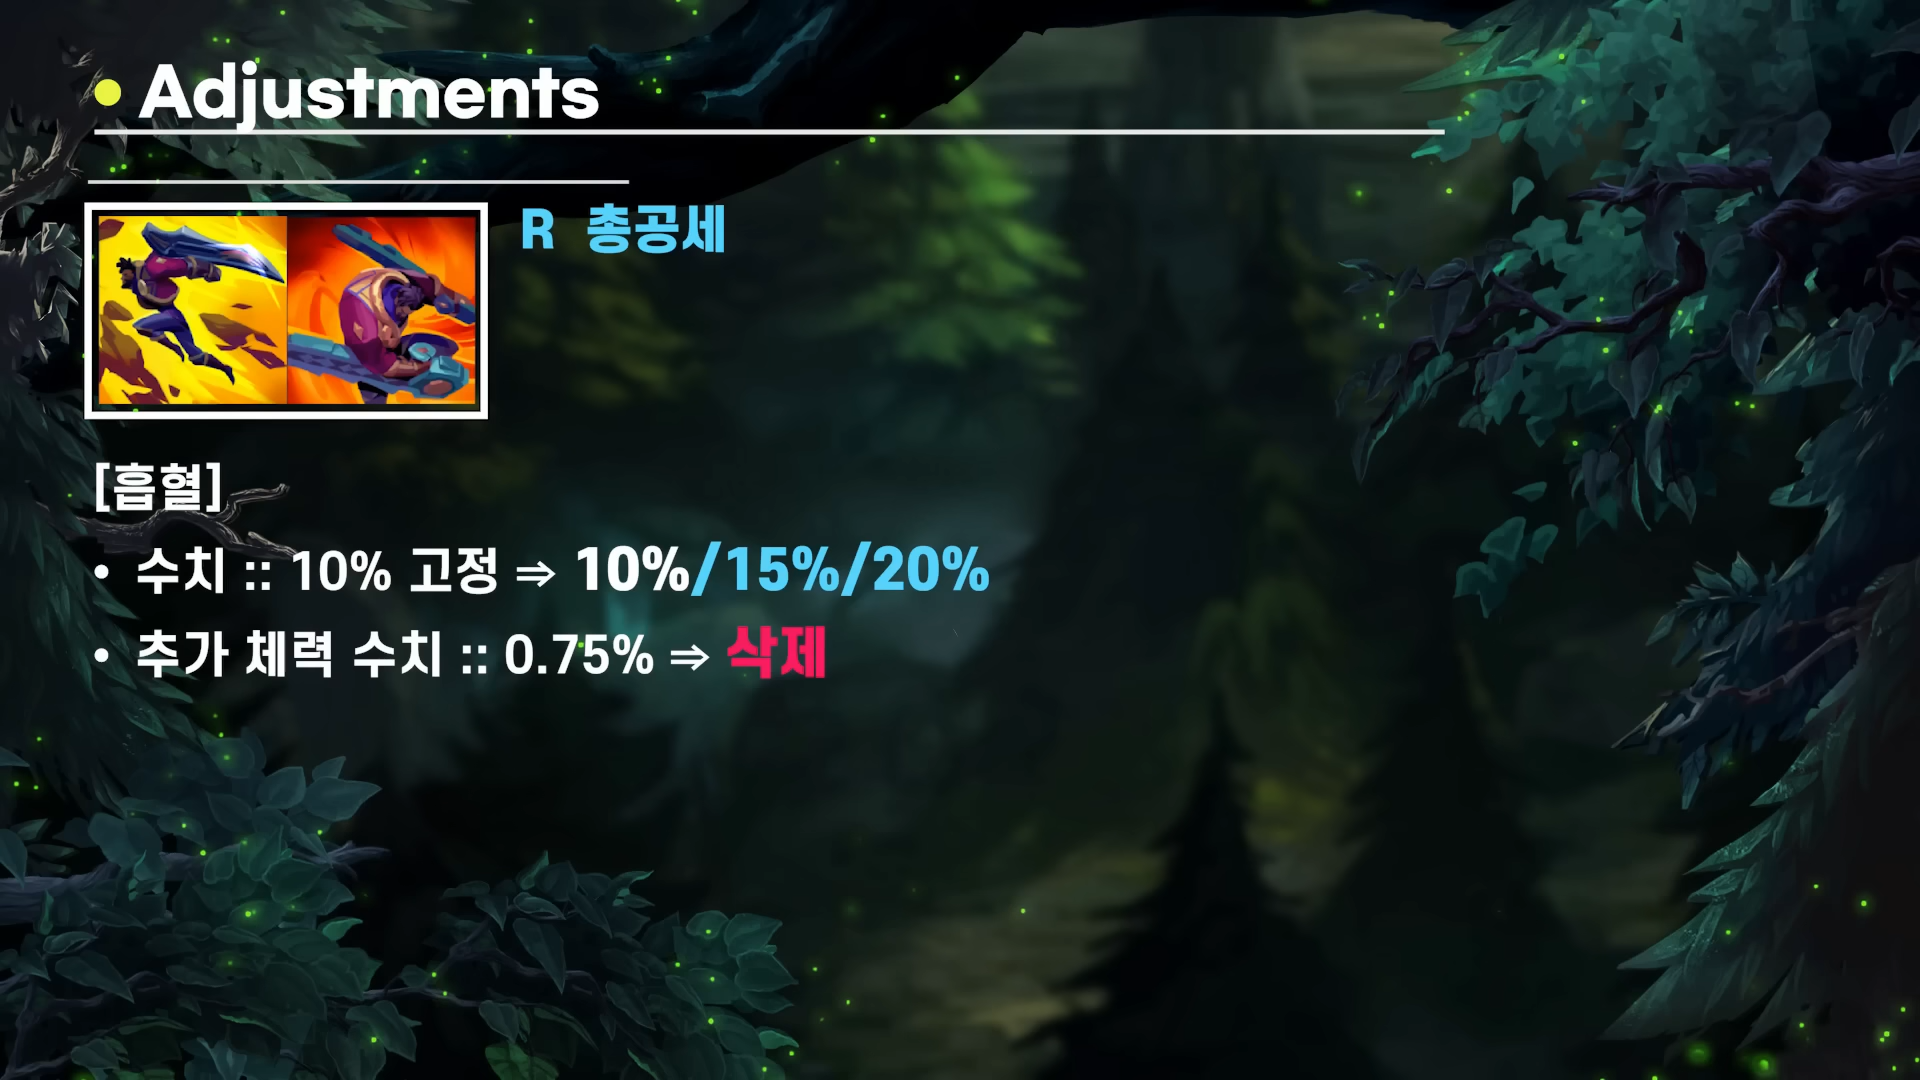 • Adjustments
R 총공세
[흡혈]
• 수치 :: 10% 고정 ⇒ 10%/15%/20%
• 추가 체력 수치 :: 0.75% ⇒ 삭제